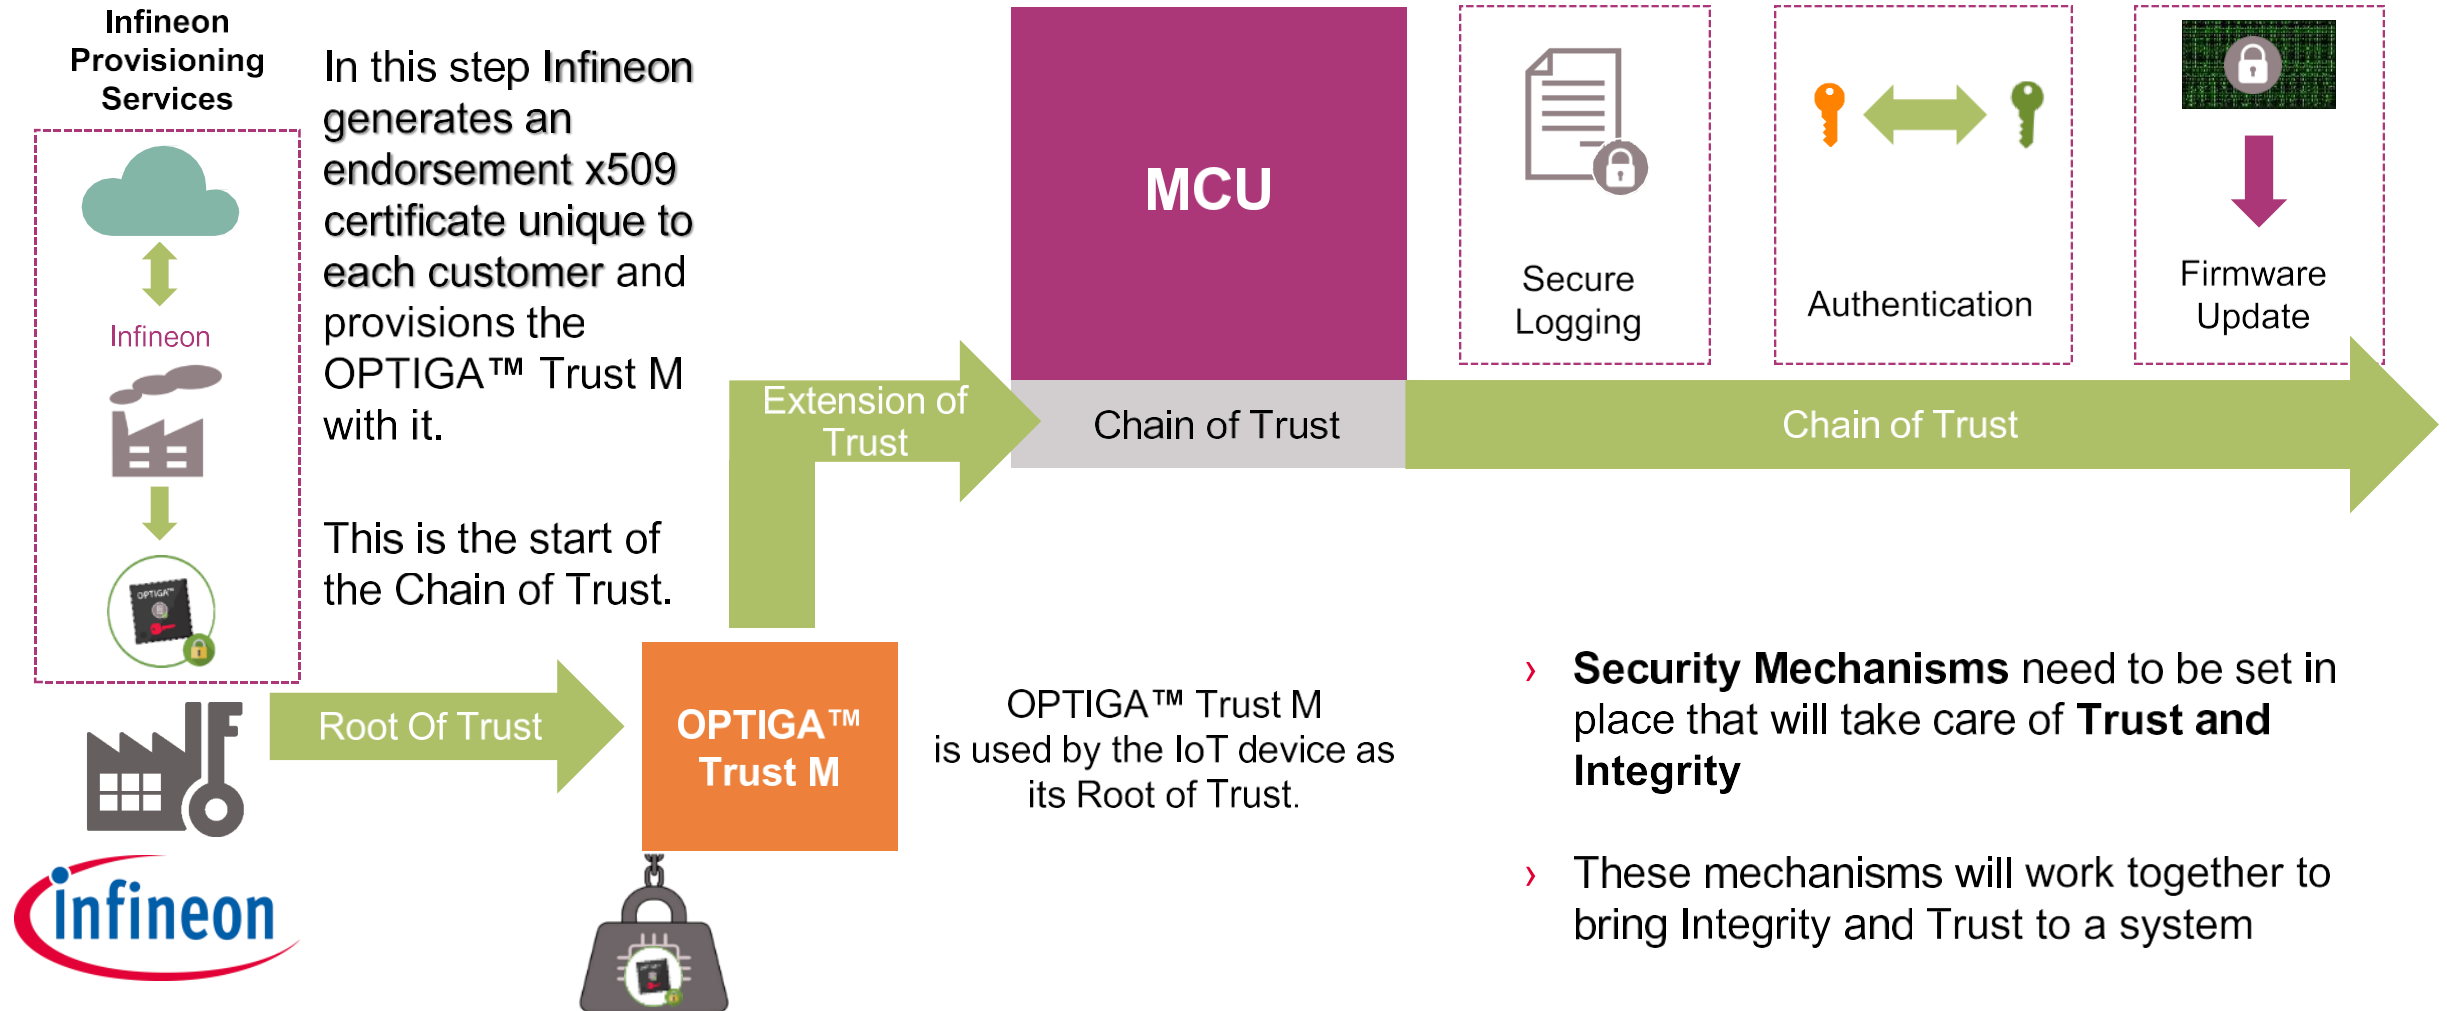 Infineon
Provisioning
Services
Infineon
OPTIGA™
In this step Infineon
generates an
endorsement x509
certificate unique to
each customer and
provisions the
OPTIGA™ Trust M
with it.
This is the start of
the Chain of Trust.
MCU
Chain of Trust
Extension of
Trust
Secure
Logging
Authentication
Firmware
Update
Chain of Trust
Root Of Trust
OPTIGA™
Trust M
OPTIGA™ Trust M
is used by the IoT device as
its Root of Trust.
› Security Mechanisms need to be set in
place that will take care of Trust and
Integrity
› These mechanisms will work together to
bring Integrity and Trust to a system
infineon